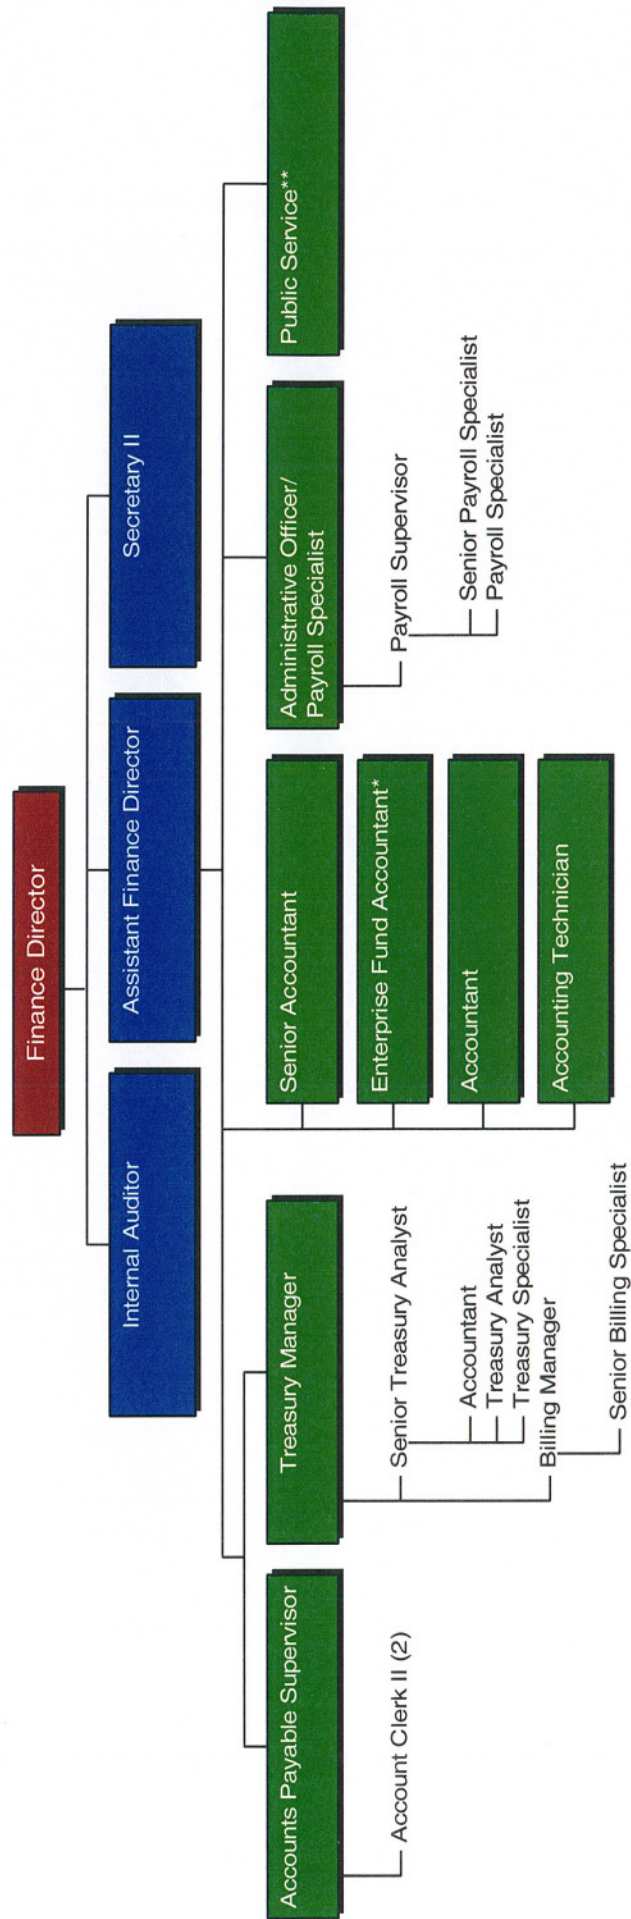 Finance Director
Internal Auditor
Assistant Finance Director
Secretary II
Accounts Payable Supervisor
Account Clerk II (2)
Treasury Manager
Senior Treasury Analyst
Accountant
Treasury Analyst
Treasury Specialist
Billing Manager
Senior Billing Specialist
Senior Accountant
Enterprise Fund Accountant*
Accountant
Accounting Technician
Administrative Officer/
Payroll Specialist
Payroll Supervisor
Senior Payroll Specialist
Payroll Specialist
Public Service**